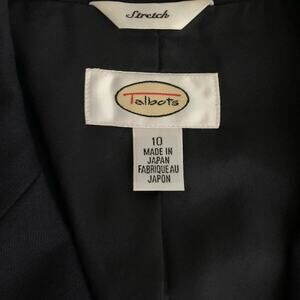 Stretch
Talbots
10
MADE IN
JAPAN
FABRIQUE AU
JAPON